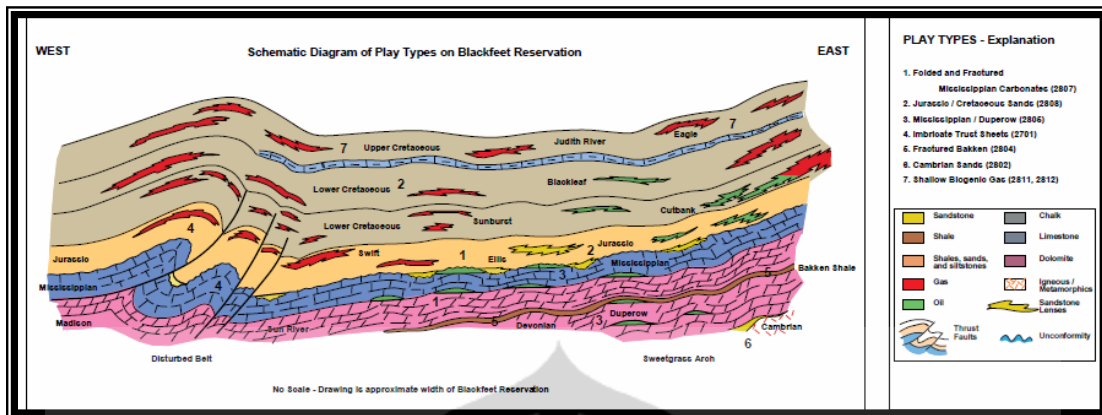 WEST
Schematic Diagram of Play Types on Blackfeet Reservation
EAST
7
Eagle
7
Upper Cretaceous
Judith River
Lower Cretaceous
2
Blackleaf
Cutbank
Sunburst
Lower Cretaceous
4
Swift
1
Ellis
2
Jurassic
Jurassic
Mississippian
Mississippian
3
4
1
5
Bakken Shale
Madison
Sun River
5
Devonian
Duperow
3
Cambrian
6
Disturbed Belt
Sweetgrass Arch
No Scale - Drawing is approximate width of Blackfeet Reservation
PLAY TYPES - Explanation
1. Folded and Fractured
Mississippian Carbonates (2807)
2. Jurassic / Cretaceous Sands (2808)
3. Mississippian / Duperow (2806)
4. Imbricate Trust Sheets (2701)
5. Fractured Bakken (2804)
6. Cambrian Sands (2802)
7. Shallow Biogenic Gas (2811, 2812)
Sandstone
Chalk
Shale
Limestone
Shales, sands,
and siltstones
Dolomite
Gas
Igneous /
Metamorphics
Oil
Sandstone
Lenses
Thrust
Faults
Unconformity